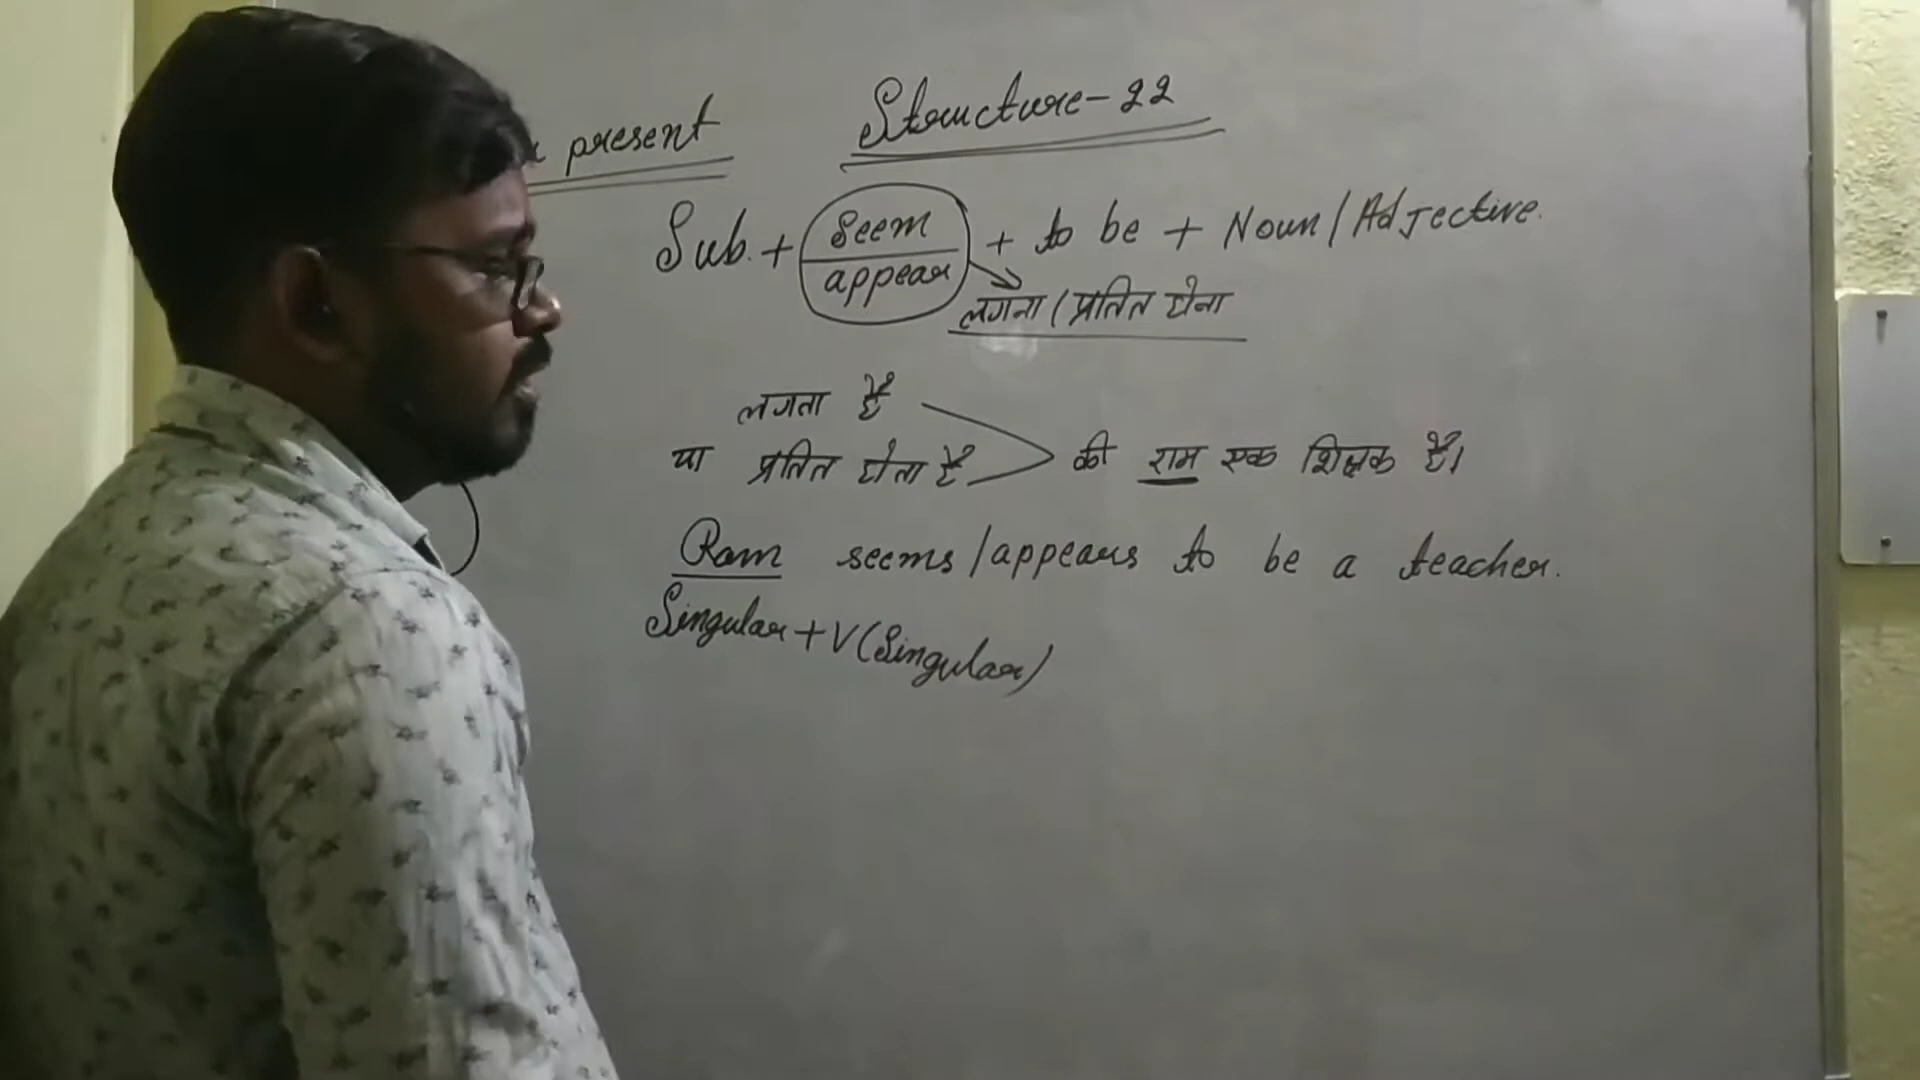 present
Structure-22
Sub. + seem / appear + to be + Noun / Adjective.
लगना / प्रतित होना
लगता है
या प्रतित होता है की राम एक शिक्षक है।
Ram seems / appears to be a teacher.
Singular + V (Singular)